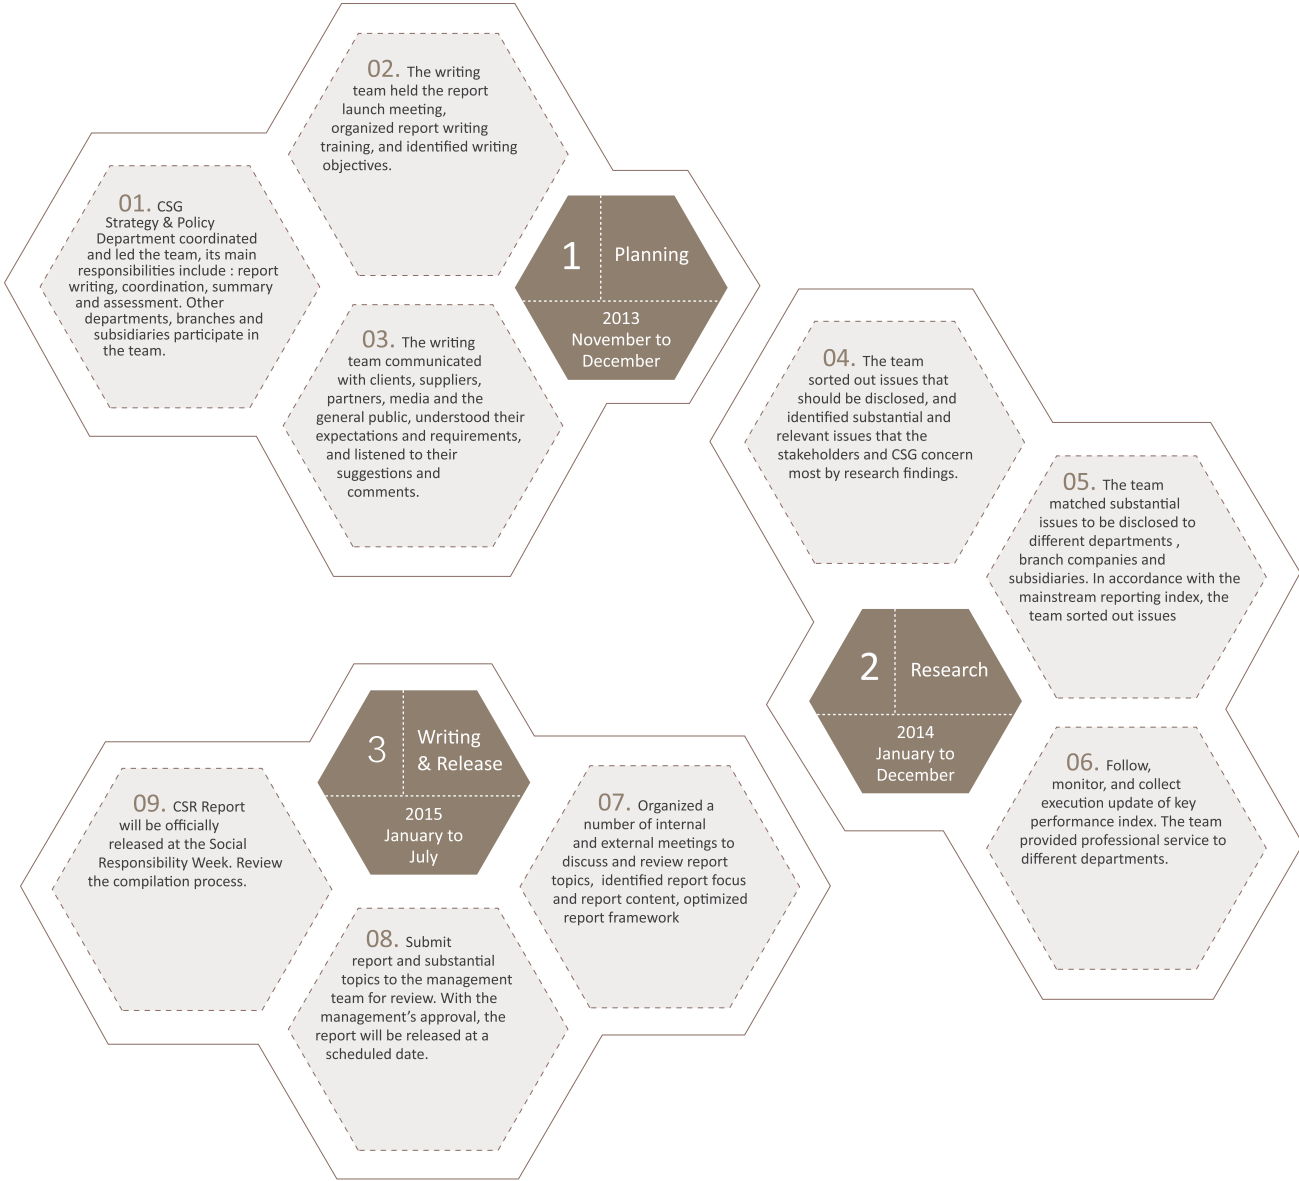 01. CSG
Strategy & Policy
Department coordinated
and led the team, its main
responsibilities include : report
writing, coordination, summary
and assessment. Other
departments, branches and
subsidiaries participate in
the team.
02. The writing
team held the report
launch meeting,
organized report writing
training, and identified writing
objectives.
03. The writing
team communicated
with clients, suppliers,
partners, media and the
general public, understood their
expectations and requirements,
and listened to their
suggestions and
comments.
1
Planning
2013
November to
December
04. The team
sorted out issues that
should be disclosed, and
identified substantial and
relevant issues that the
stakeholders and CSG concern
most by research findings.
05. The team
matched substantial
issues to be disclosed to
different departments ,
branch companies and
subsidiaries. In accordance with the
mainstream reporting index, the
team sorted out issues
2
Research
2014
January to
December
06. Follow,
monitor, and collect
execution update of key
performance index. The team
provided professional service to
different departments.
3
Writing
& Release
2015
January to
July
07. Organized a
number of internal
and external meetings to
discuss and review report
topics, identified report focus
and report content, optimized
report framework
08. Submit
report and substantial
topics to the management
team for review. With the
management’s approval, the
report will be released at a
scheduled date.
09. CSR Report
will be officially
released at the Social
Responsibility Week. Review
the compilation process.